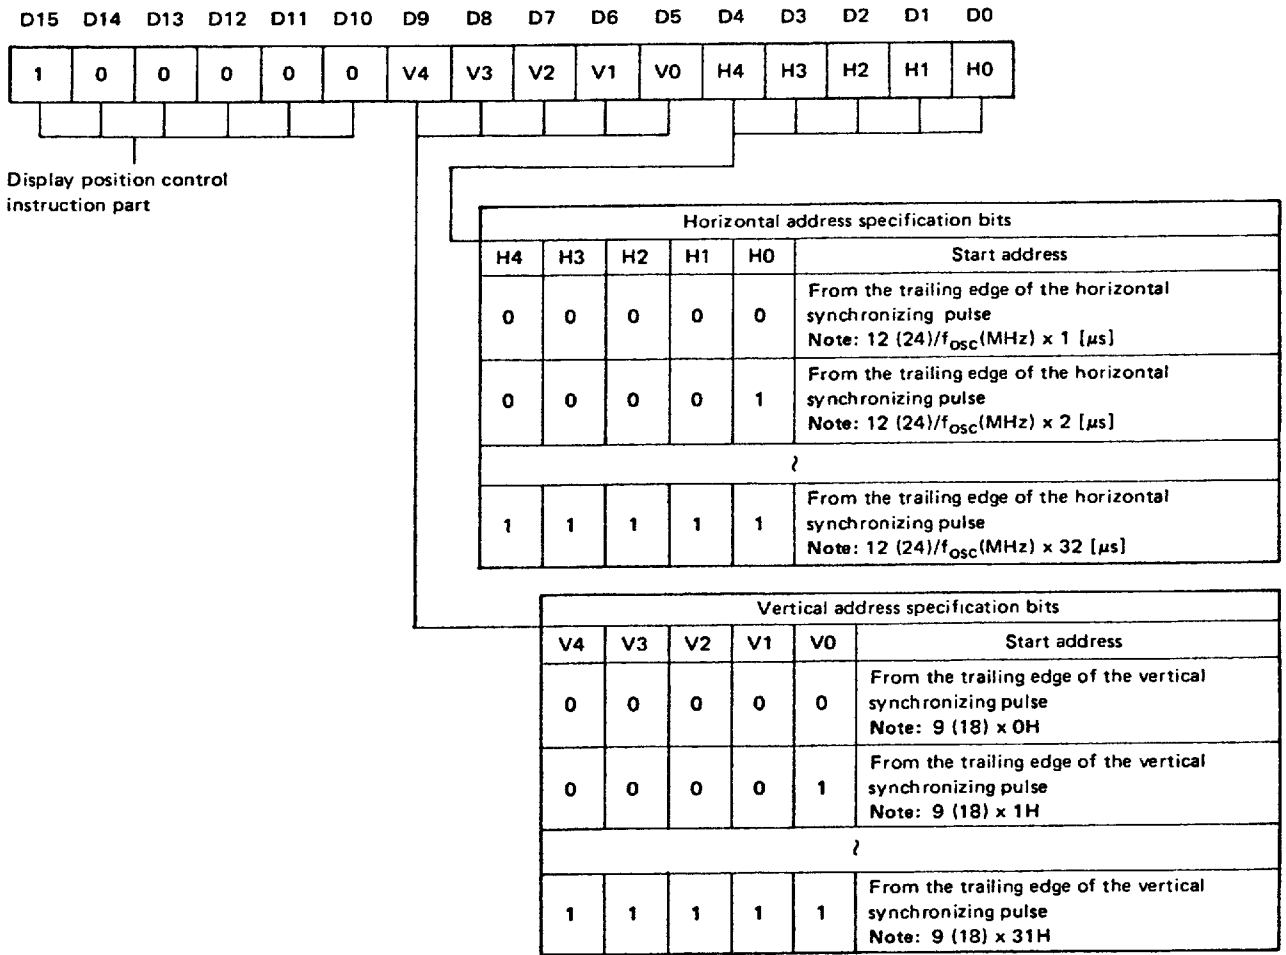 D15 D14 D13 D12 D11 D10 D9 D8 D7 D6 D5 D4 D3 D2 D1 D0
1 0 0 0 0 0 V4 V3 V2 V1 V0 H4 H3 H2 H1 H0
Display position control
instruction part
Horizontal address specification bits
H4 H3 H2 H1 H0 Start address
From the trailing edge of the horizontal
0 0 0 0 0 synchronizing pulse
Note: 12 (24)/fosc(MHz) x 1 [μs]
From the trailing edge of the horizontal
0 0 0 0 1 synchronizing pulse
Note: 12 (24)/fosc(MHz) x 2 [μs]
≀
From the trailing edge of the horizontal
1 1 1 1 1 synchronizing pulse
Note: 12 (24)/fosc(MHz) x 32 [μs]
Vertical address specification bits
V4 V3 V2 V1 V0 Start address
From the trailing edge of the vertical
0 0 0 0 0 synchronizing pulse
Note: 9 (18) x 0H
From the trailing edge of the vertical
0 0 0 0 1 synchronizing pulse
Note: 9 (18) x 1H
≀
From the trailing edge of the vertical
1 1 1 1 1 synchronizing pulse
Note: 9 (18) x 31H